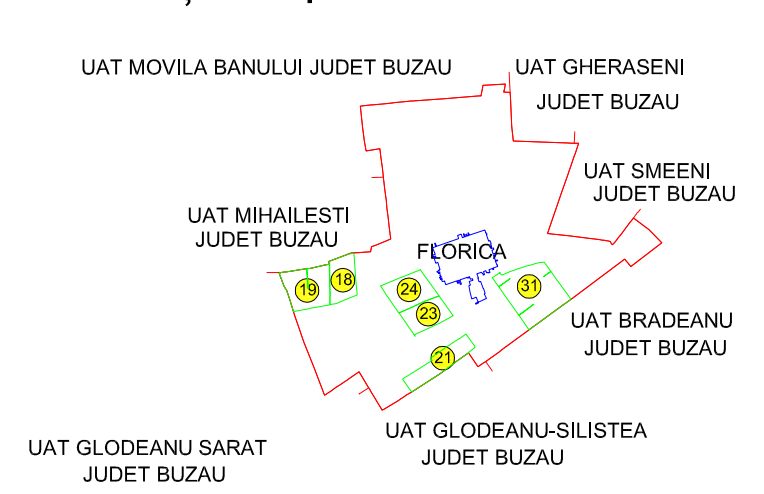 UAT MOVILA BANULUI JUDET BUZAU
UAT GHERASENI
JUDET BUZAU
UAT SMEENI
JUDET BUZAU
UAT MIHAILESTI
JUDET BUZAU
FLORICA
19
18
24
23
31
21
UAT BRADEANU
JUDET BUZAU
UAT GLODEANU-SILISTEA
JUDET BUZAU
UAT GLODEANU SARAT
JUDET BUZAU